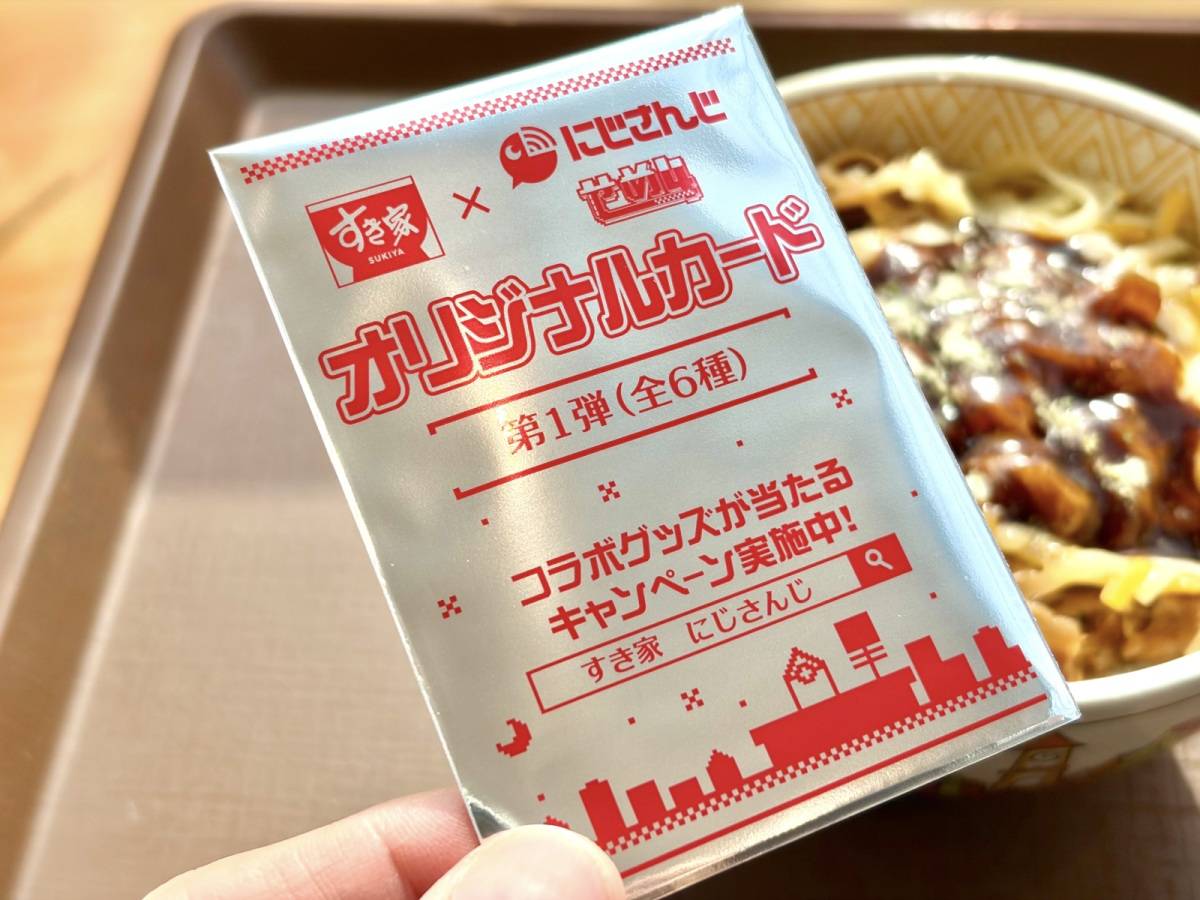 にじさんじ
すき家
SUKIYA
×
オリジナルカード
第1弾(全6種)
コラボグッズが当たる
キャンペーン実施中!
すき家 にじさんじ